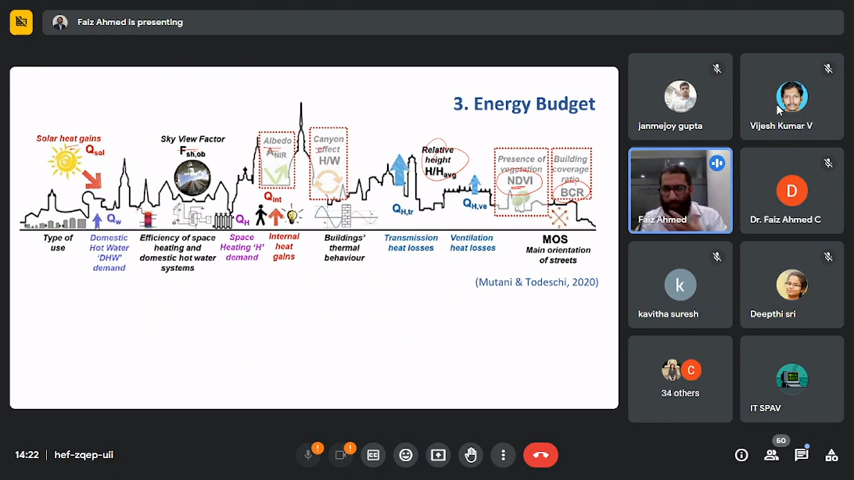 Faiz Ahmed is presenting
3. Energy Budget
Solar heat gains
Qsol
Sky View Factor
Fsh,ob
Albedo
ANIR
Canyon
effect
H/W
Relative
height
H/Havg
Presence of
vegetation
NDVI
Building
coverage
ratio
BCR
Qw
QH
Qint
QH,tr
QH,ve
Type of
use
Domestic
Hot Water
'DHW'
demand
Efficiency of space
heating and
domestic hot water
systems
Space
Heating 'H'
demand
Internal
heat
gains
Buildings'
thermal
behaviour
Transmission
heat losses
Ventilation
heat losses
MOS
Main orientation
of streets
(Mutani & Todeschi, 2020)
janmejoy gupta
Vijesh Kumar V
Faiz Ahmed
D
Dr. Faiz Ahmed C
k
kavitha suresh
Deepthi sri
C
34 others
IT SPAV
14:22
hef-zqep-uii
50